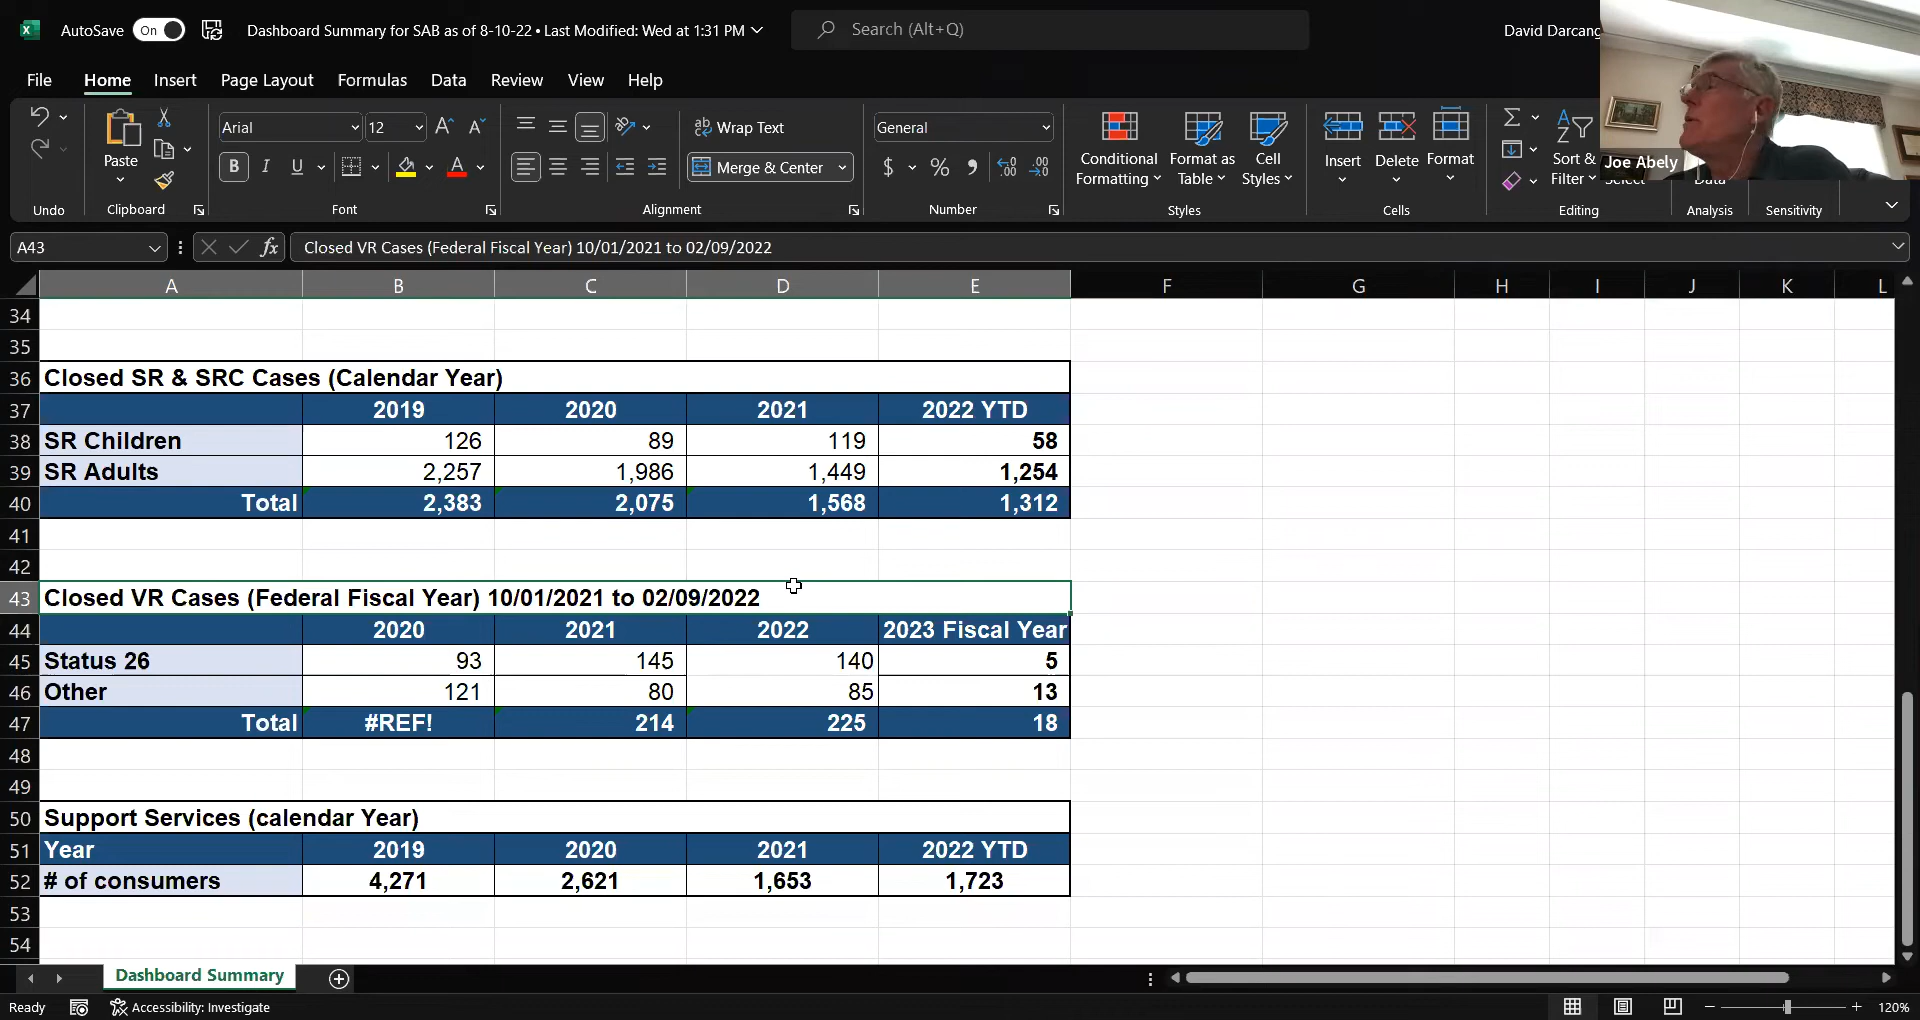 AutoSave On Dashboard Summary for SAB as of 8-10-22 • Last Modified: Wed at 1:31 PM Search (Alt+Q) David Darcang
File Home Insert Page Layout Formulas Data Review View Help
Paste Arial 12 Wrap Text General Conditional Formatting Format as Table Cell Styles Insert Delete Format Sort & Filter
B I U Merge & Center $ % Joe Abely
Undo Clipboard Font Alignment Number Styles Cells Editing Analysis Sensitivity
A43 fx Closed VR Cases (Federal Fiscal Year) 10/01/2021 to 02/09/2022
A B C D E F G H I J K L
34
35
36 Closed SR & SRC Cases (Calendar Year)
37 2019 2020 2021 2022 YTD
38 SR Children 126 89 119 58
39 SR Adults 2,257 1,986 1,449 1,254
40 Total 2,383 2,075 1,568 1,312
41
42
43 Closed VR Cases (Federal Fiscal Year) 10/01/2021 to 02/09/2022
44 2020 2021 2022 2023 Fiscal Year
45 Status 26 93 145 140 5
46 Other 121 80 85 13
47 Total #REF! 214 225 18
48
49
50 Support Services (calendar Year)
51 Year 2019 2020 2021 2022 YTD
52 # of consumers 4,271 2,621 1,653 1,723
53
54
Dashboard Summary
Ready Accessibility: Investigate 120%